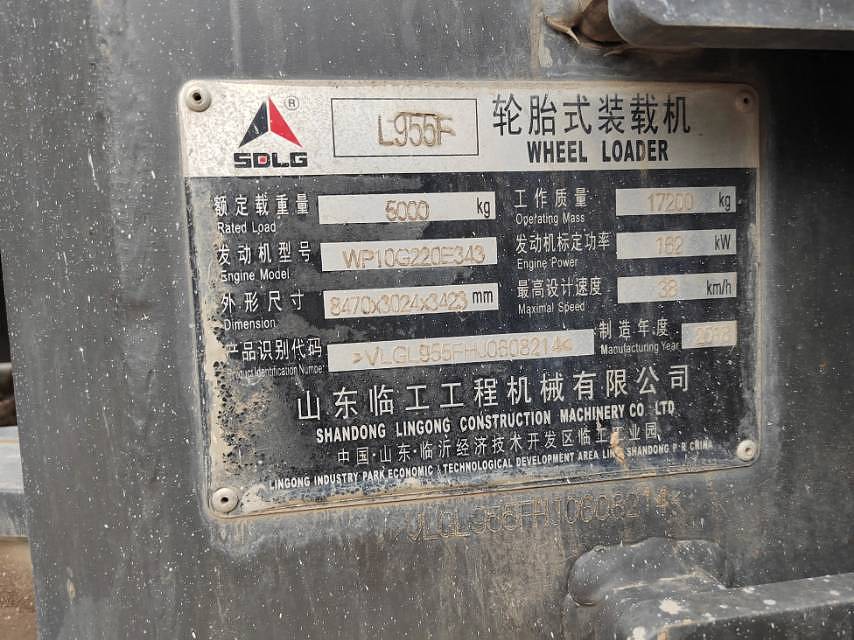 SDLG ®
L955F
轮胎式装载机
WHEEL LOADER
额定载重量 5000 kg
Rated Load
工作质量 17200 kg
Operating Mass
发动机型号 WP10G220E343
Engine Model
发动机标定功率 162 kW
Engine Power
外形尺寸 8470x3024x3423 mm
Dimension
最高设计速度 38 km/h
Maximal Speed
产品识别代码 >VLGL955FHJ0608214<
Product Identification Number
制造年度 2018
Manufacturing Year
山东临工工程机械有限公司
SHANDONG LINGONG CONSTRUCTION MACHINERY CO LTD
中国·山东·临沂经济技术开发区临工工业园
LINGONG INDUSTRY PARK ECONOMIC TECHNOLOGICAL DEVELOPMENT AREA SHANDONG P·R CHINA
VLGL955FHJ0608214<